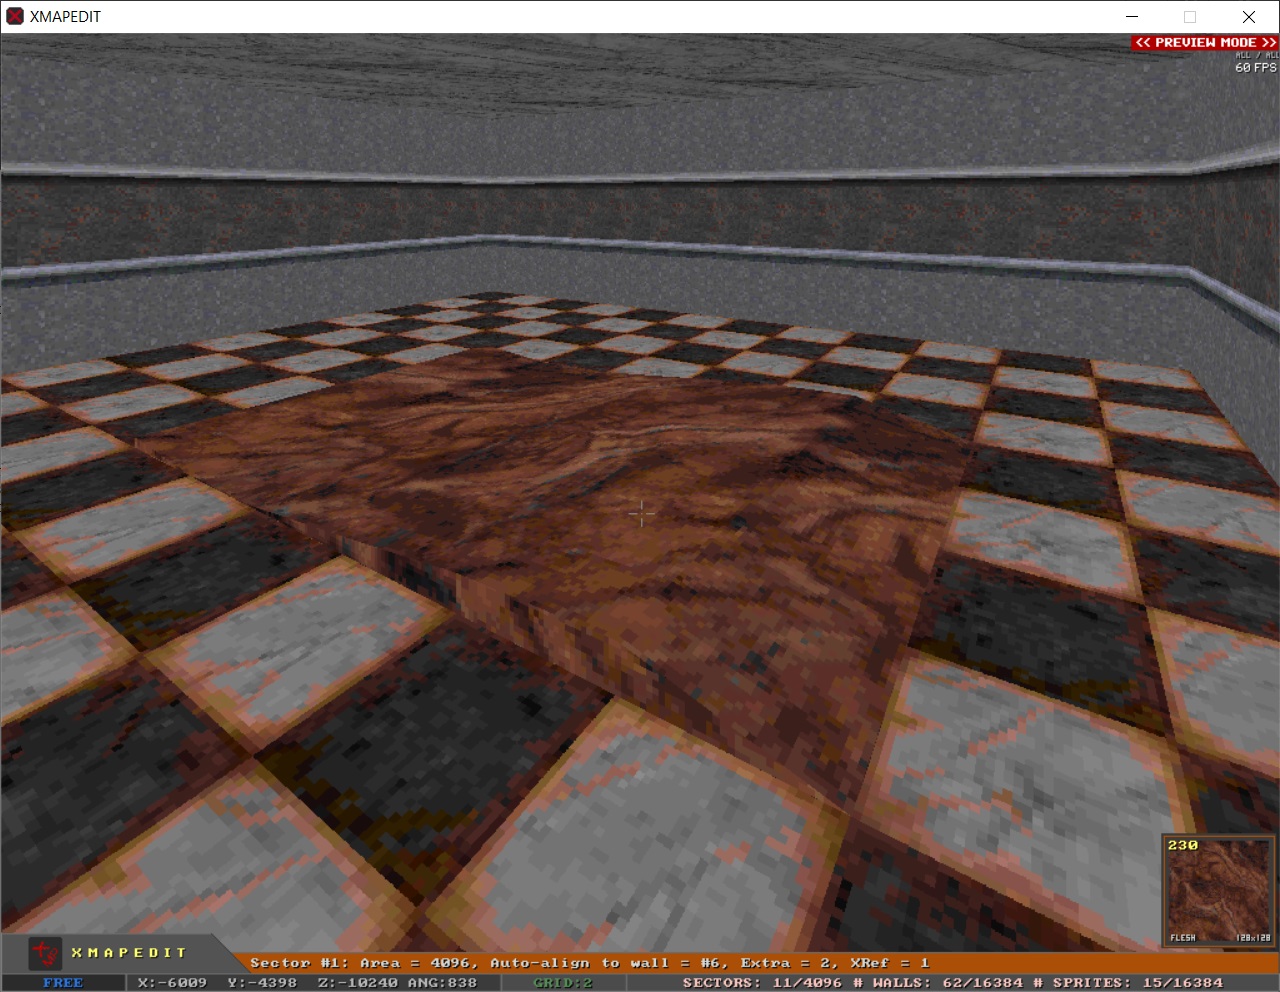 XMAPEDIT
<< PREVIEW MODE >>
ALL / ALL
60 FPS
230
FLESH 128x128
XMAPEDIT
Sector #1: Area = 4096, Auto-align to wall = #6, Extra = 2, XRef = 1
FREE X:-6009 Y:-4398 Z:-10240 ANG:838 GRID:2 SECTORS: 11/4096 # WALLS: 62/16384 # SPRITES: 15/16384